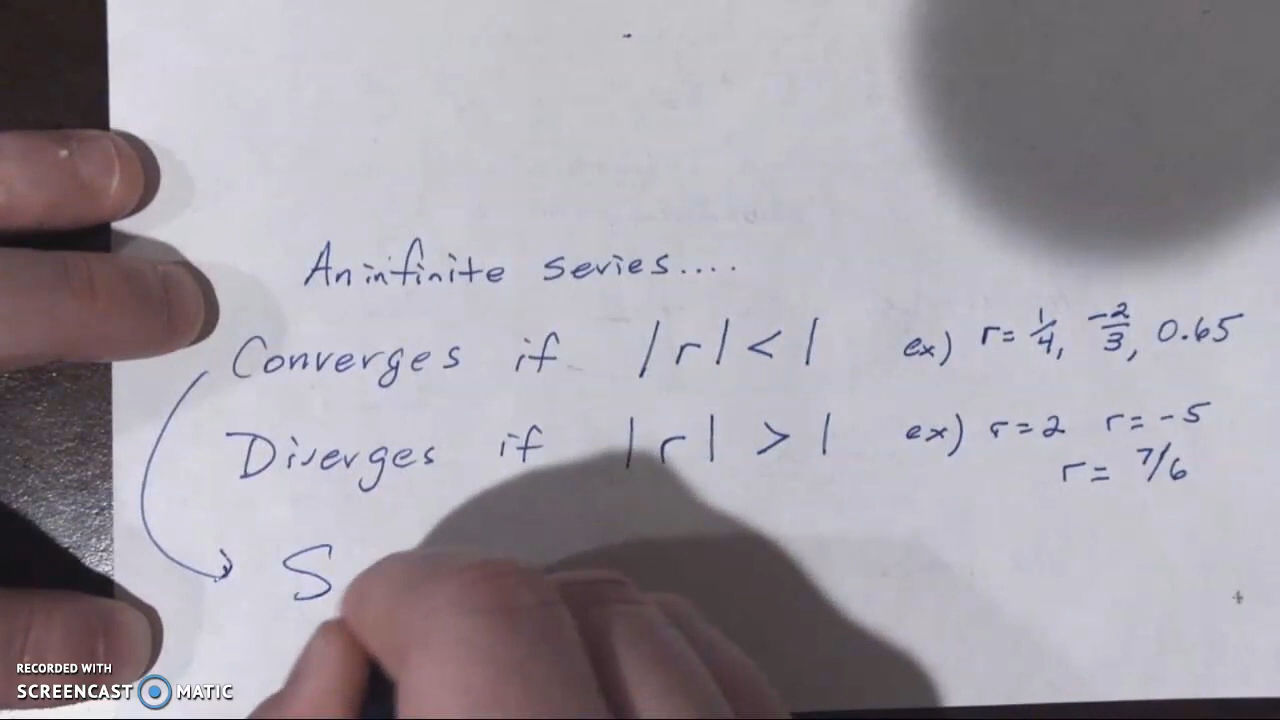 An infinite series....
Converges if |r| < 1 ex) r = 1/4, -2/3, 0.65
Diverges if |r| > 1 ex) r = 2 r = -5
r = 7/6
S
RECORDED WITH
SCREENCAST MATIC